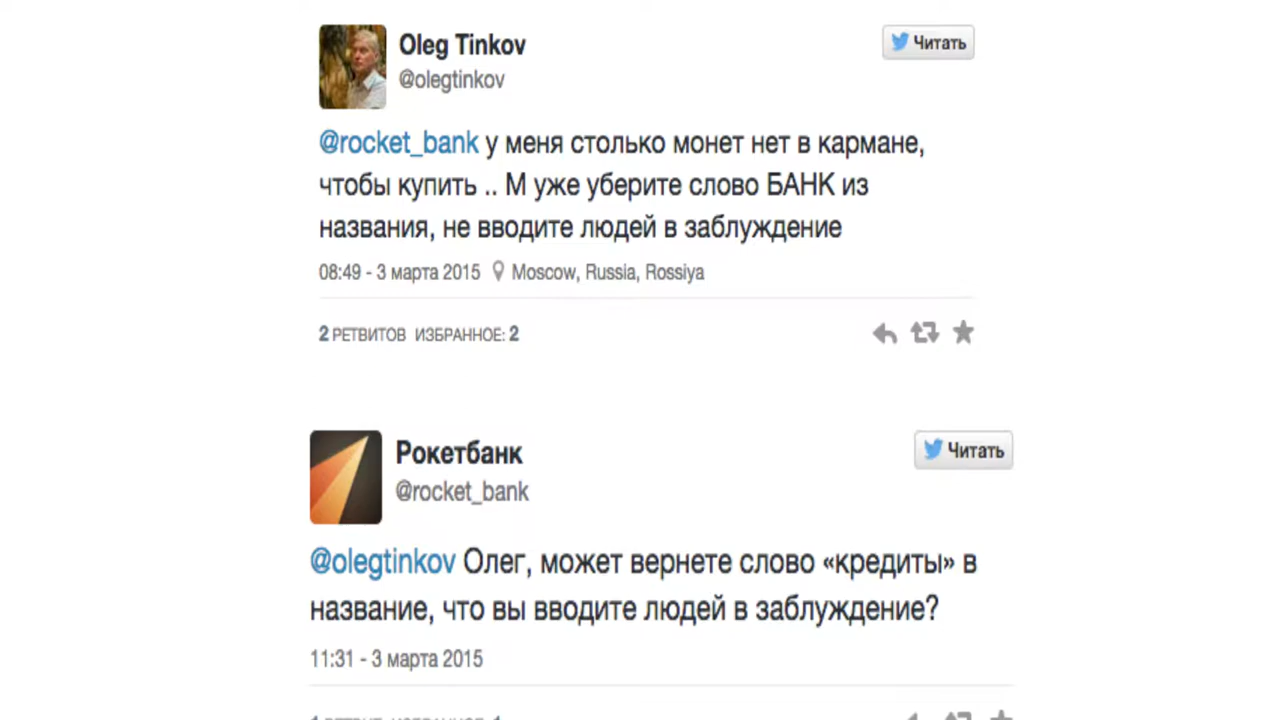 Oleg Tinkov
Читать
@olegtinkov
@rocket_bank у меня столько монет нет в кармане,
чтобы купить .. М уже уберите слово БАНК из
названия, не вводите людей в заблуждение
08:49 - 3 марта 2015 Moscow, Russia, Rossiya
2 РЕТВИТОВ ИЗБРАННОЕ: 2
Рокетбанк
Читать
@rocket_bank
@olegtinkov Олег, может вернете слово «кредиты» в
название, что вы вводите людей в заблуждение?
11:31 - 3 марта 2015